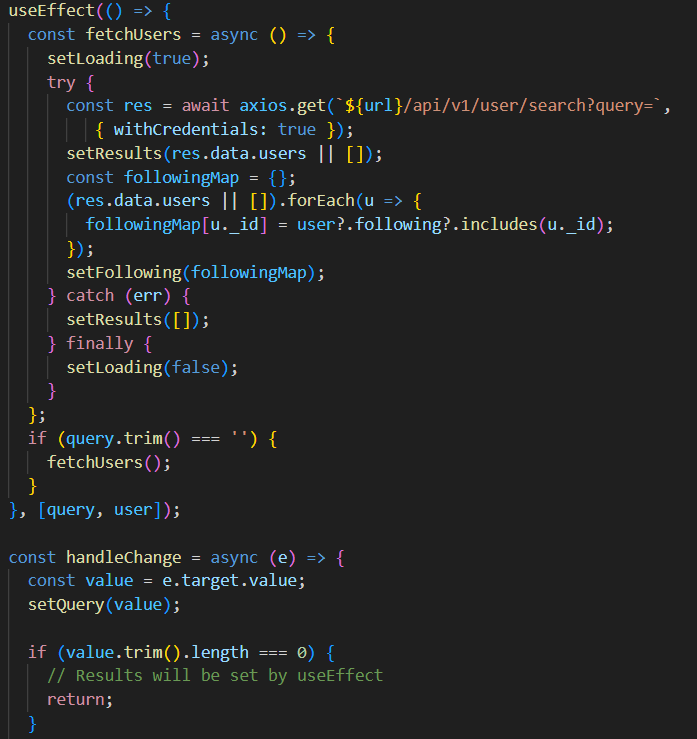 useEffect(() => {
  const fetchUsers = async () => {
    setLoading(true);
    try {
      const res = await axios.get(`${url}/api/v1/user/search?query=`,
        { withCredentials: true });
      setResults(res.data.users || []);
      const followingMap = {};
      (res.data.users || []).forEach(u => {
        followingMap[u._id] = user?.following?.includes(u._id);
      });
      setFollowing(followingMap);
    } catch (err) {
      setResults([]);
    } finally {
      setLoading(false);
    }
  };
  if (query.trim() === '') {
    fetchUsers();
  }
}, [query, user]);

const handleChange = async (e) => {
  const value = e.target.value;
  setQuery(value);

  if (value.trim().length === 0) {
    // Results will be set by useEffect
    return;
  }